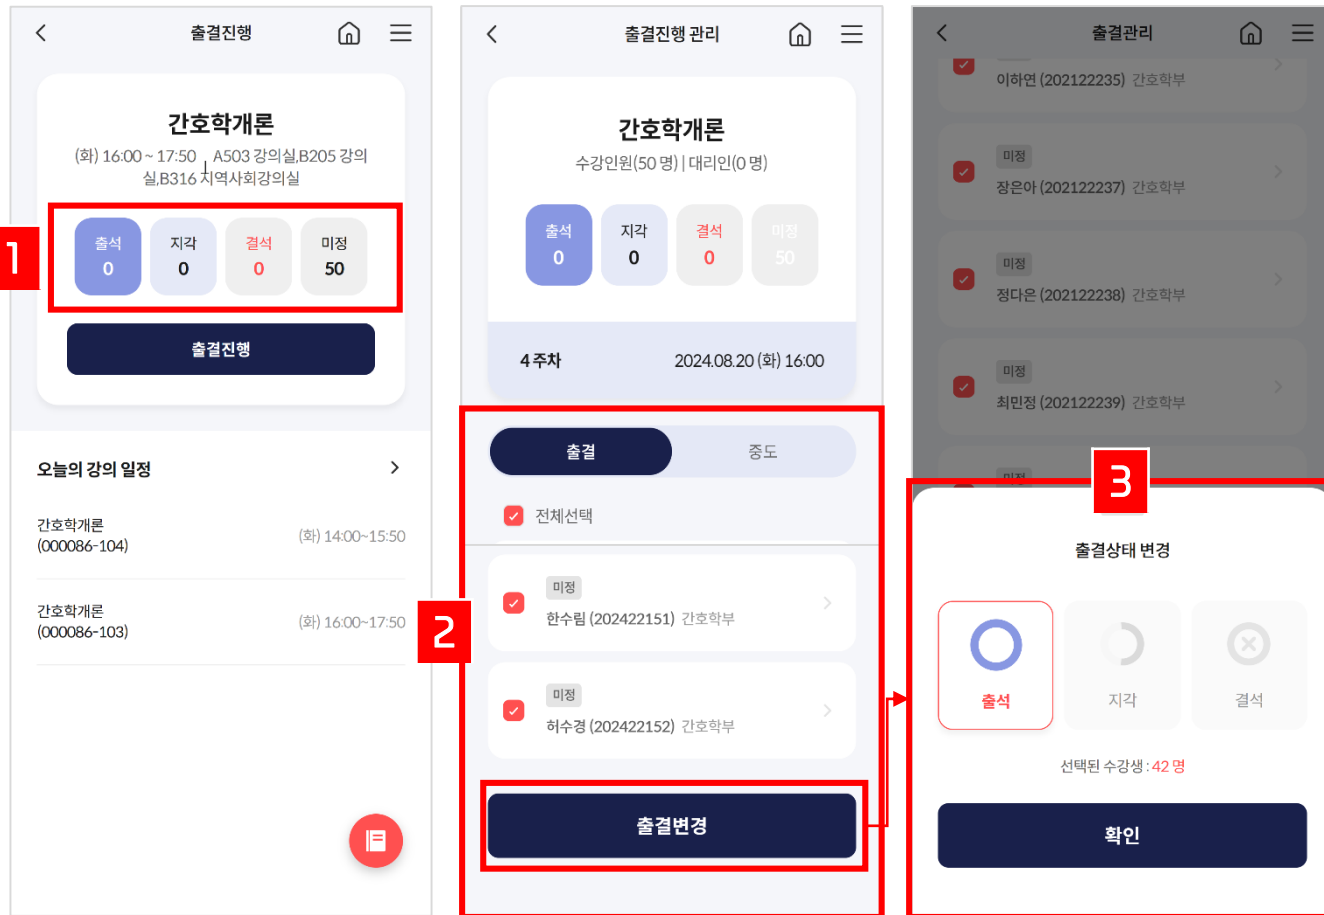 출결진행
간호학개론
(화) 16:00 ~ 17:50 A503 강의실,B205 강의
실,B316 지역사회강의실
1
출석 지각 결석 미정
0 0 0 50
출결진행
오늘의 강의 일정
간호학개론
(000086-104)
(화) 14:00~15:50
간호학개론
(000086-103)
(화) 16:00~17:50
출결진행 관리
간호학개론
수강인원(50 명) | 대리인(0 명)
출석 지각 결석 미정
0 0 0 50
4 주차 2024.08.20 (화) 16:00
출결 중도
전체선택
2
미정
한수림 (202422151) 간호학부
미정
허수경 (202422152) 간호학부
출결변경
출결관리
이하연 (202122235) 간호학부
미정
장은아 (202122237) 간호학부
미정
정다은 (202122238) 간호학부
미정
최민정 (202122239) 간호학부
미정
3
출결상태 변경
출석 지각 결석
선택된 수강생 : 42 명
확인